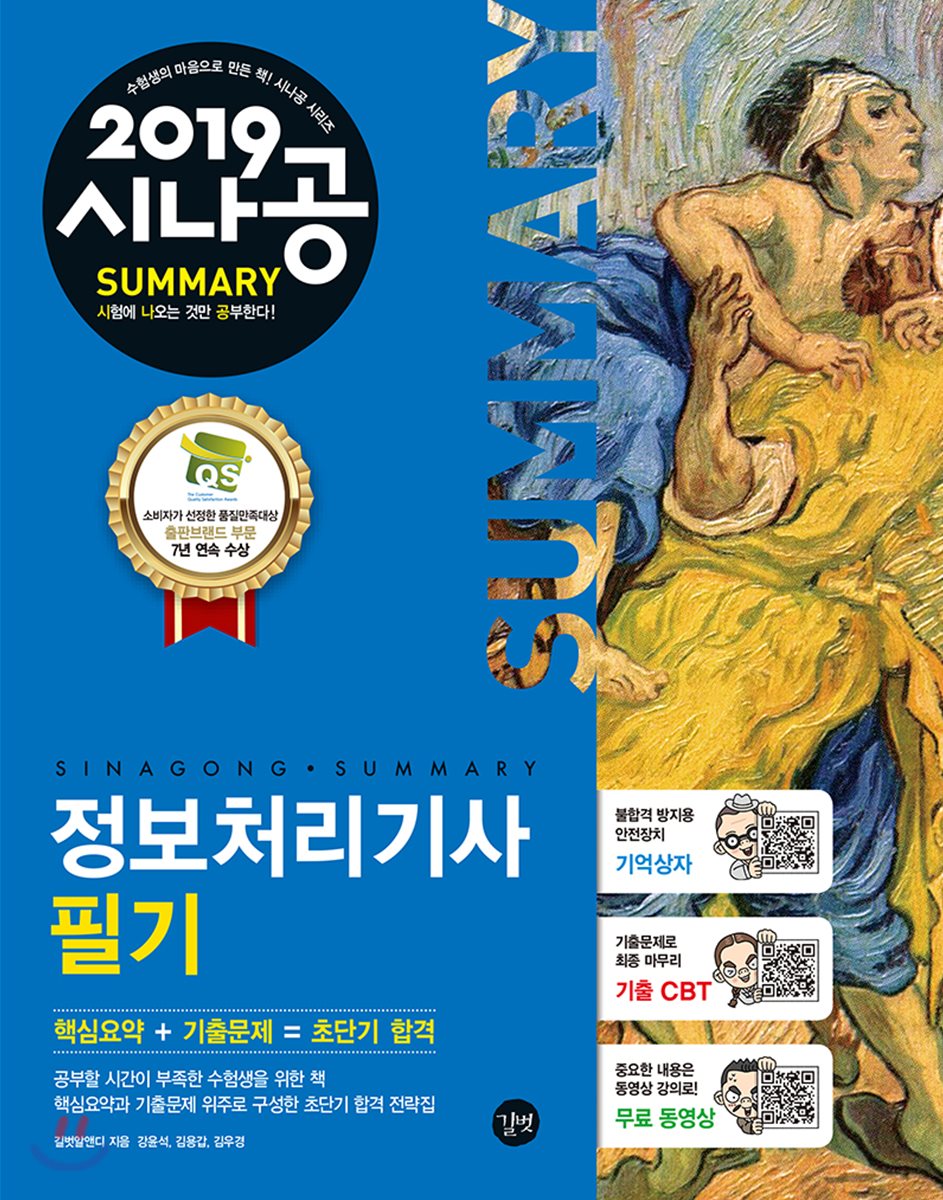 수험생의 마음으로 만든 책! 시나공 시리즈
2019
시나공
SUMMARY
시험에 나오는 것만 공부한다!
SUMMARY
QS
The Customer
Quality Satisfaction Awards
소비자가 선정한 품질만족대상
출판브랜드 부문
7년 연속 수상
SINAGONG • SUMMARY
정보처리기사
필기
핵심요약 + 기출문제 = 초단기 합격
공부할 시간이 부족한 수험생을 위한 책
핵심요약과 기출문제 위주로 구성한 초단기 합격 전략집
길벗알앤디 지음 강윤석, 김용갑, 김우경
길벗
불합격 방지용
안전장치
기억상자
기출문제로
최종 마무리
기출 CBT
중요한 내용은
동영상 강의로!
무료 동영상